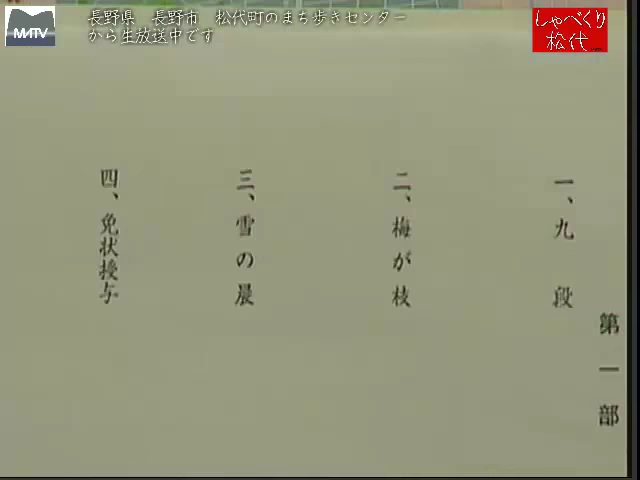 MATV
長野県　長野市　松代町のまち歩きセンター
から生放送中です
しゃべくり
松代
第一部
一、九段
二、梅が枝
三、雪の晨
四、免状授与